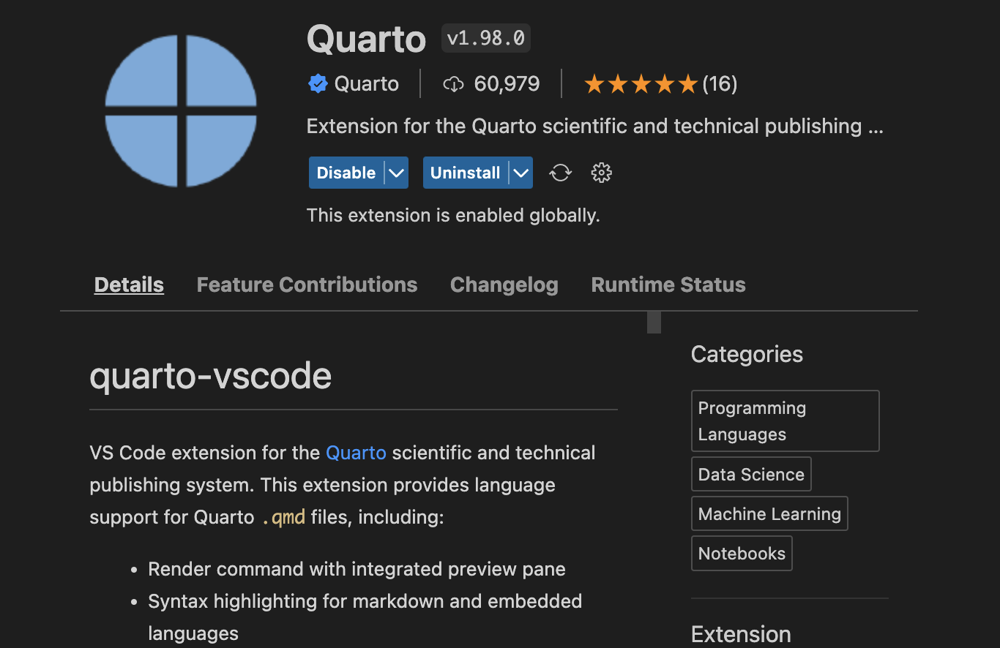 Quarto v1.98.0
Quarto 60,979 (16)
Extension for the Quarto scientific and technical publishing ...
Disable Uninstall
This extension is enabled globally.
Details Feature Contributions Changelog Runtime Status
quarto-vscode
VS Code extension for the Quarto scientific and technical
publishing system. This extension provides language
support for Quarto .qmd files, including:
• Render command with integrated preview pane
• Syntax highlighting for markdown and embedded
languages
Categories
Programming
Languages
Data Science
Machine Learning
Notebooks
Extension